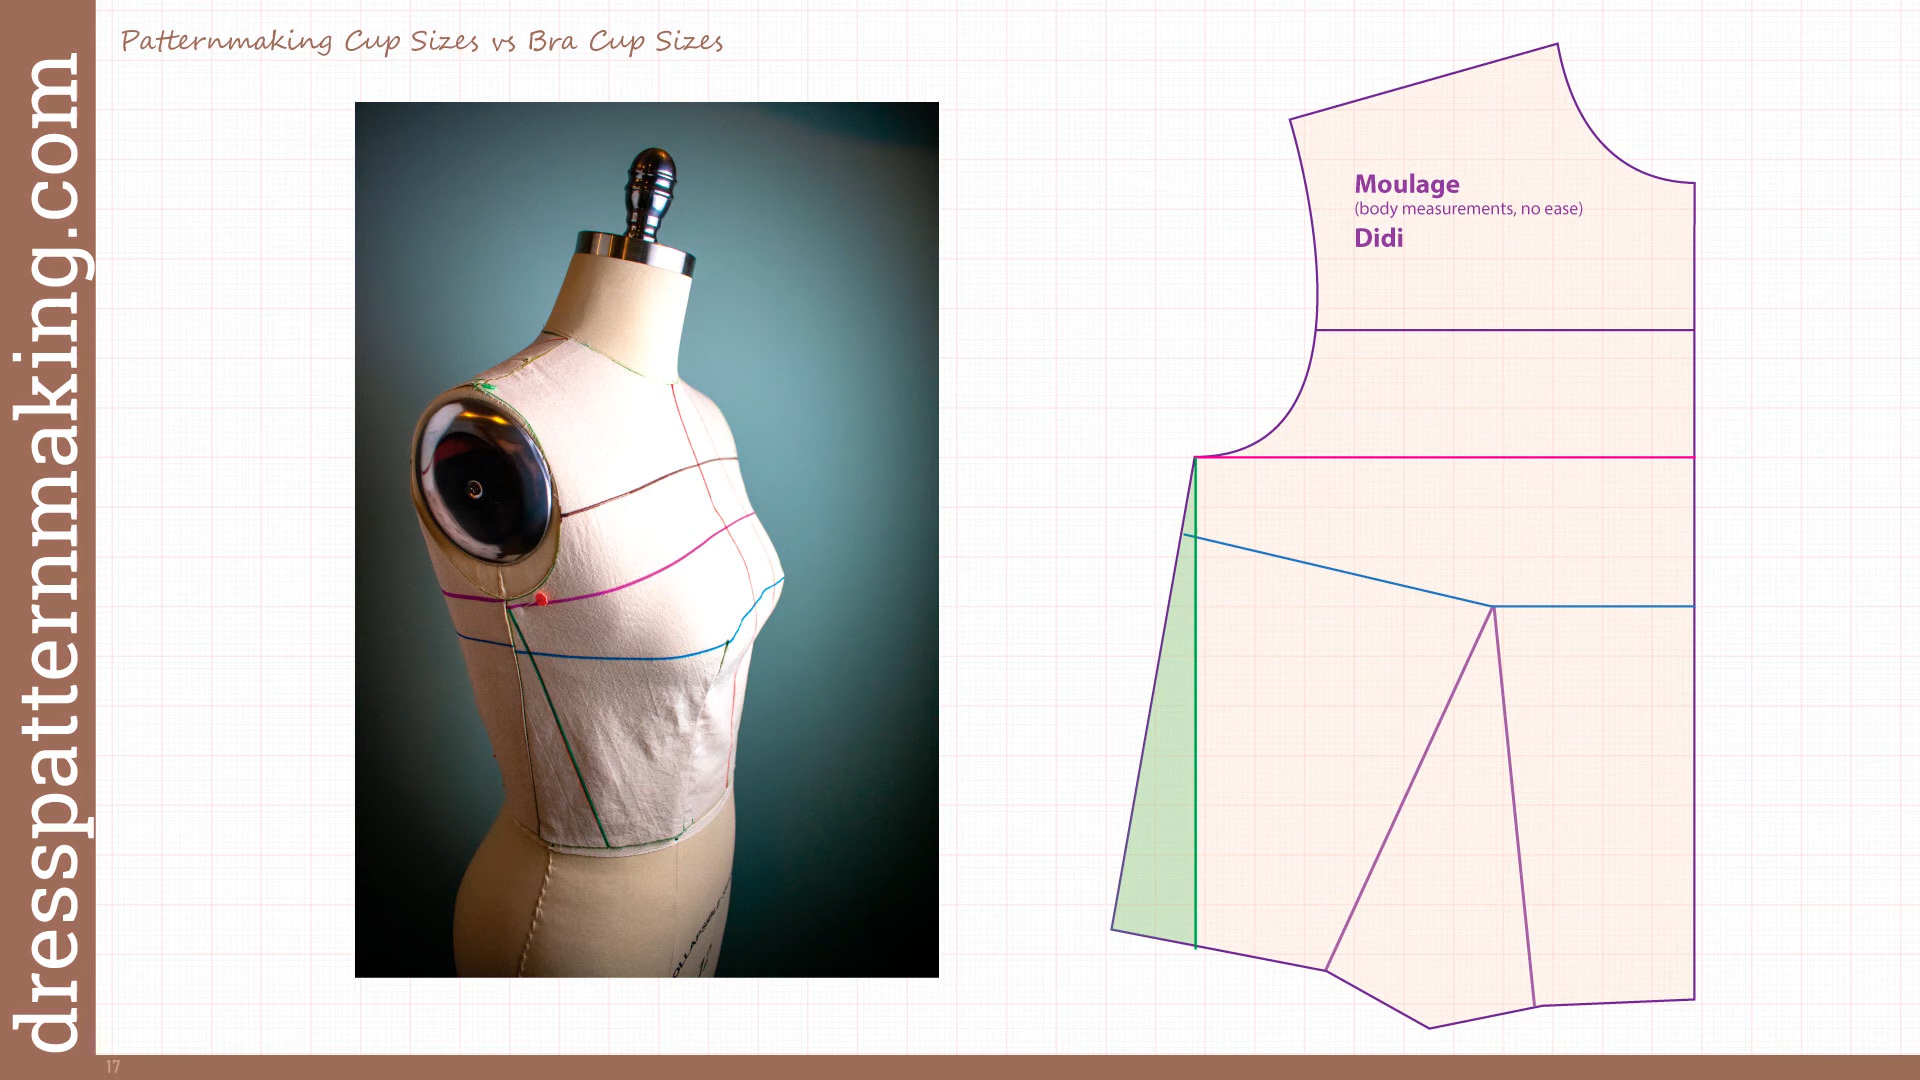 Patternmaking Cup Sizes vs Bra Cup Sizes
dresspatternmaking.com
Moulage
(body measurements, no ease)
Didi
17